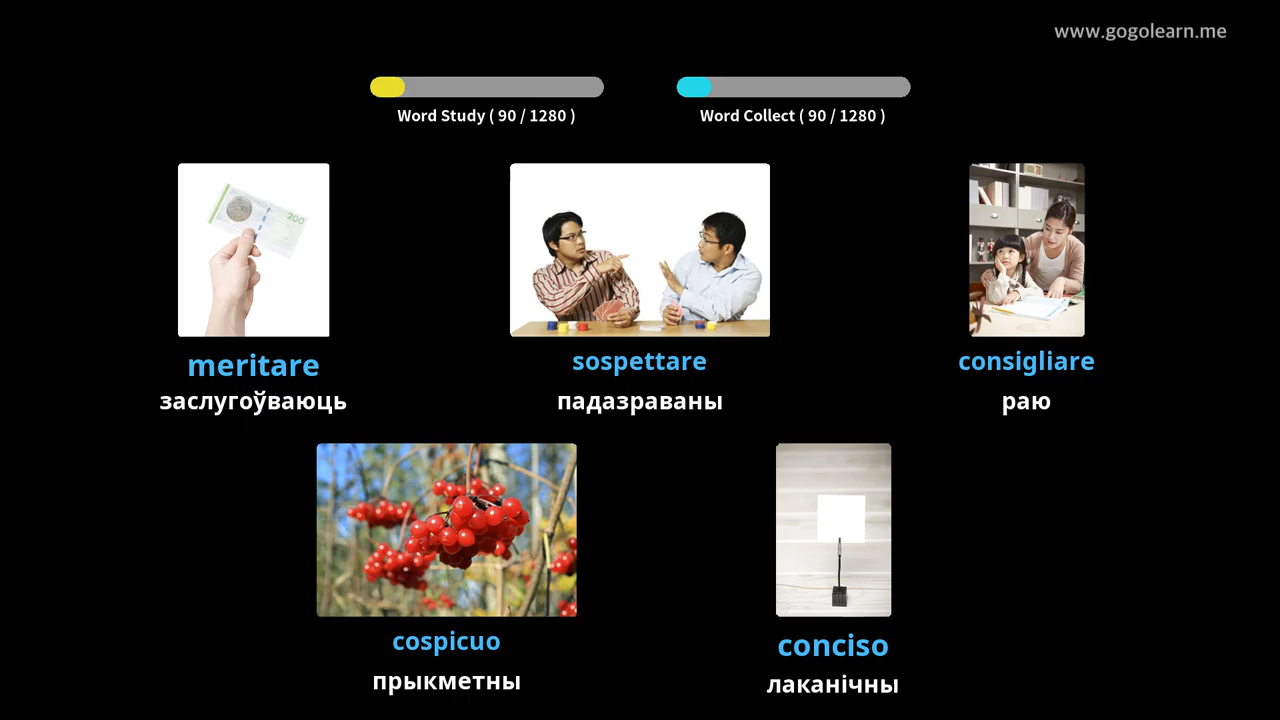 www.gogolearn.me
Word Study ( 90 / 1280 )
Word Collect ( 90 / 1280 )
200
meritare
заслугоўваюць
sospettare
падазраваны
consigliare
раю
cospicuo
прыкметны
conciso
лаканічны